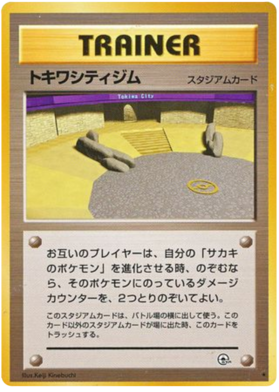 TRAINER
トキワシティジム
スタジアムカード
Tokiwa City
お互いのプレイヤーは、自分の「サカキ
のポケモン」を進化させる時、のぞむなら、
そのポケモンにのっているダメージ
カウンターを、2つとりのぞいてよい。
このスタジアムカードは、バトル場の横に出して使う。この
カード以外のスタジアムカードが場に出た時、このカードを
トラッシュする。
Illus. Keiji Kinebuchi